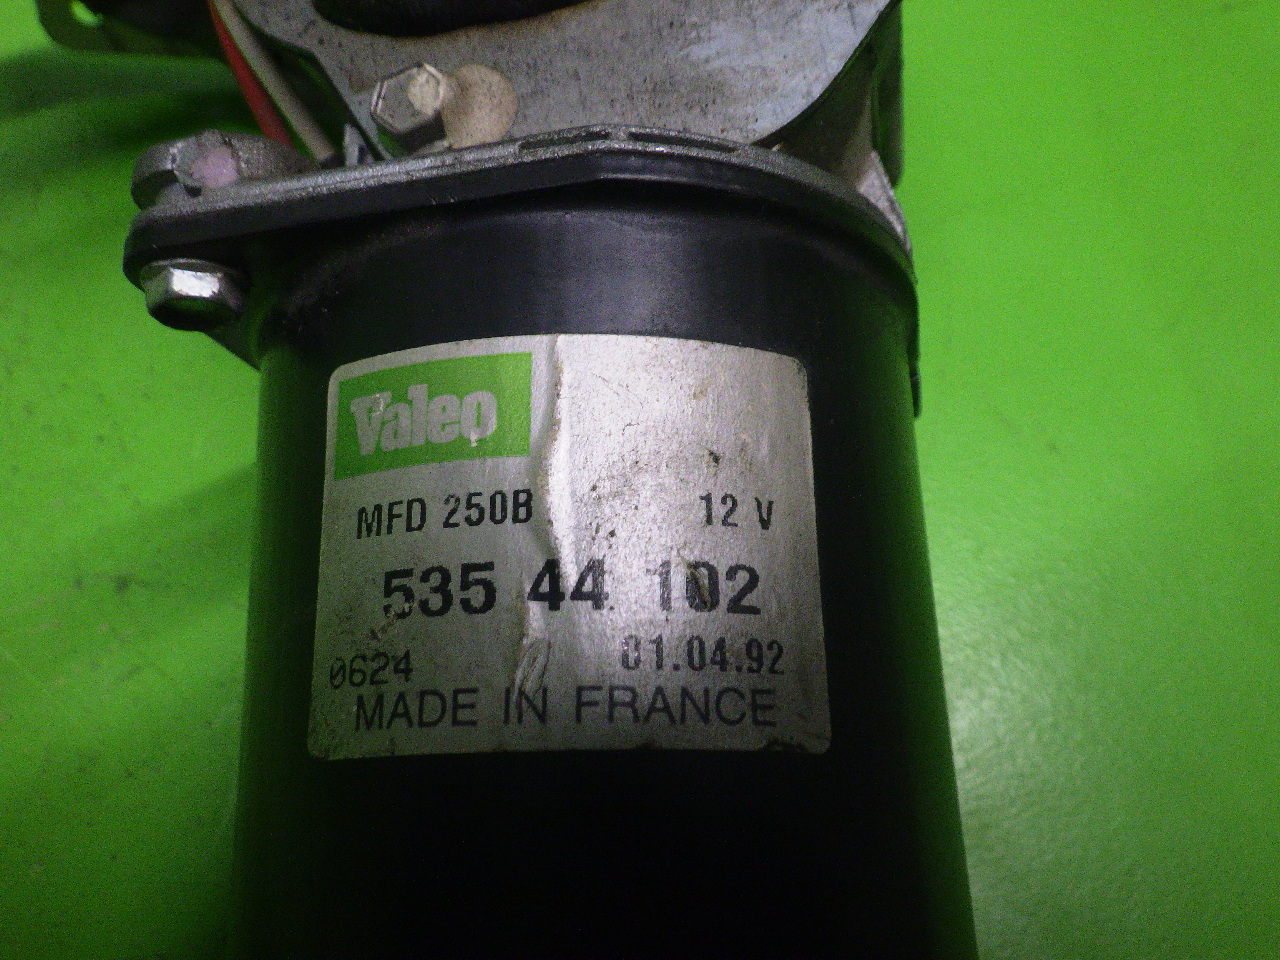 Valeo
MFD 250B 12 V
535 44 102
0624 01.04.92
MADE IN FRANCE